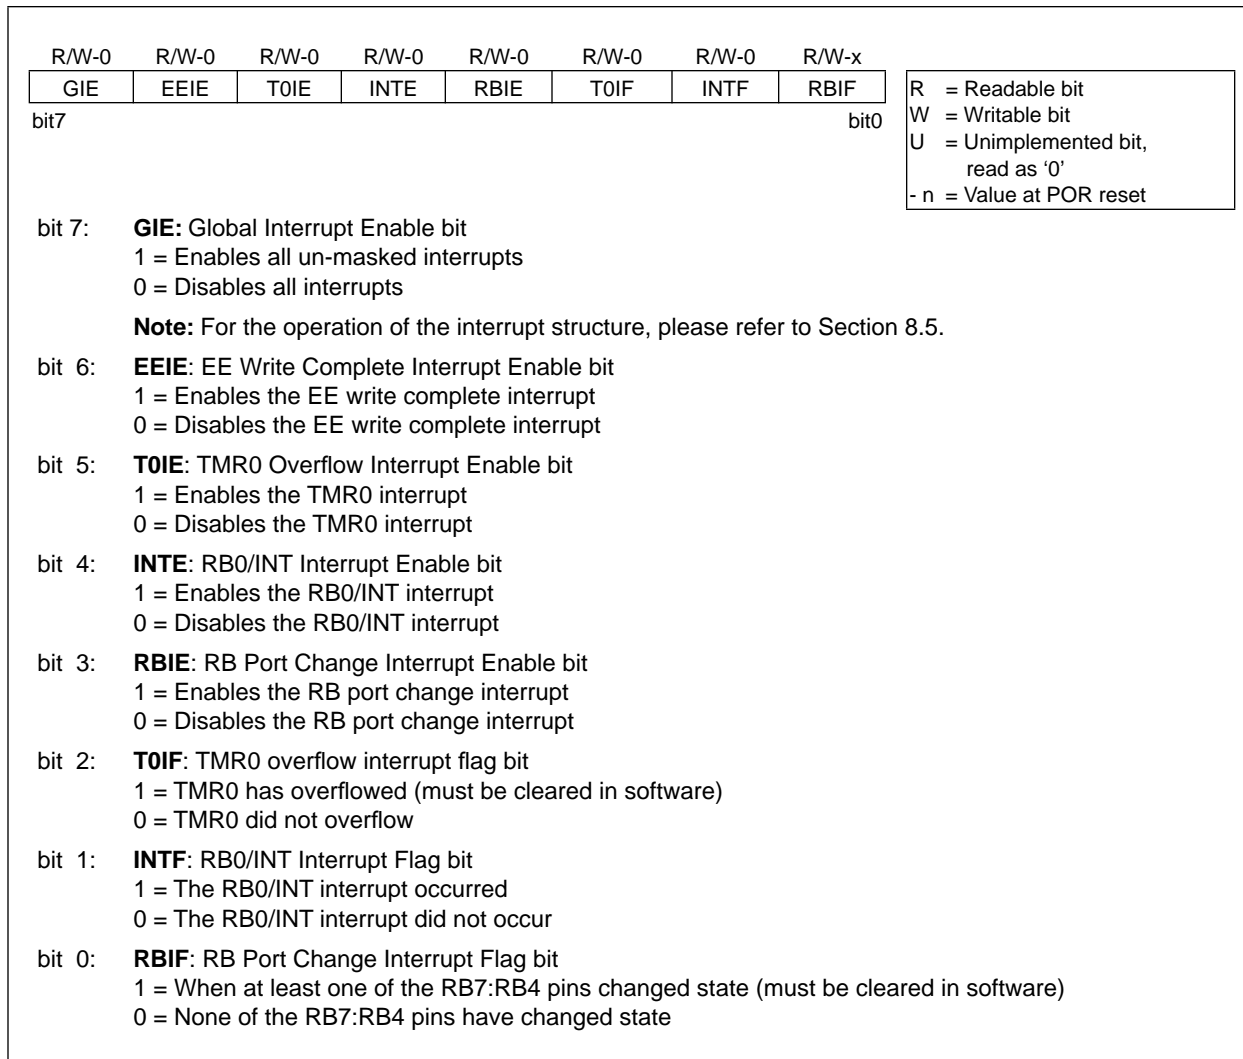 R/W-0 R/W-0 R/W-0 R/W-0 R/W-0 R/W-0 R/W-0 R/W-x
GIE EEIE T0IE INTE RBIE T0IF INTF RBIF
bit7 bit0
R = Readable bit
W = Writable bit
U = Unimplemented bit,
read as ‘0’
- n = Value at POR reset
bit 7: GIE: Global Interrupt Enable bit
1 = Enables all un-masked interrupts
0 = Disables all interrupts
Note: For the operation of the interrupt structure, please refer to Section 8.5.
bit 6: EEIE: EE Write Complete Interrupt Enable bit
1 = Enables the EE write complete interrupt
0 = Disables the EE write complete interrupt
bit 5: T0IE: TMR0 Overflow Interrupt Enable bit
1 = Enables the TMR0 interrupt
0 = Disables the TMR0 interrupt
bit 4: INTE: RB0/INT Interrupt Enable bit
1 = Enables the RB0/INT interrupt
0 = Disables the RB0/INT interrupt
bit 3: RBIE: RB Port Change Interrupt Enable bit
1 = Enables the RB port change interrupt
0 = Disables the RB port change interrupt
bit 2: T0IF: TMR0 overflow interrupt flag bit
1 = TMR0 has overflowed (must be cleared in software)
0 = TMR0 did not overflow
bit 1: INTF: RB0/INT Interrupt Flag bit
1 = The RB0/INT interrupt occurred
0 = The RB0/INT interrupt did not occur
bit 0: RBIF: RB Port Change Interrupt Flag bit
1 = When at least one of the RB7:RB4 pins changed state (must be cleared in software)
0 = None of the RB7:RB4 pins have changed state